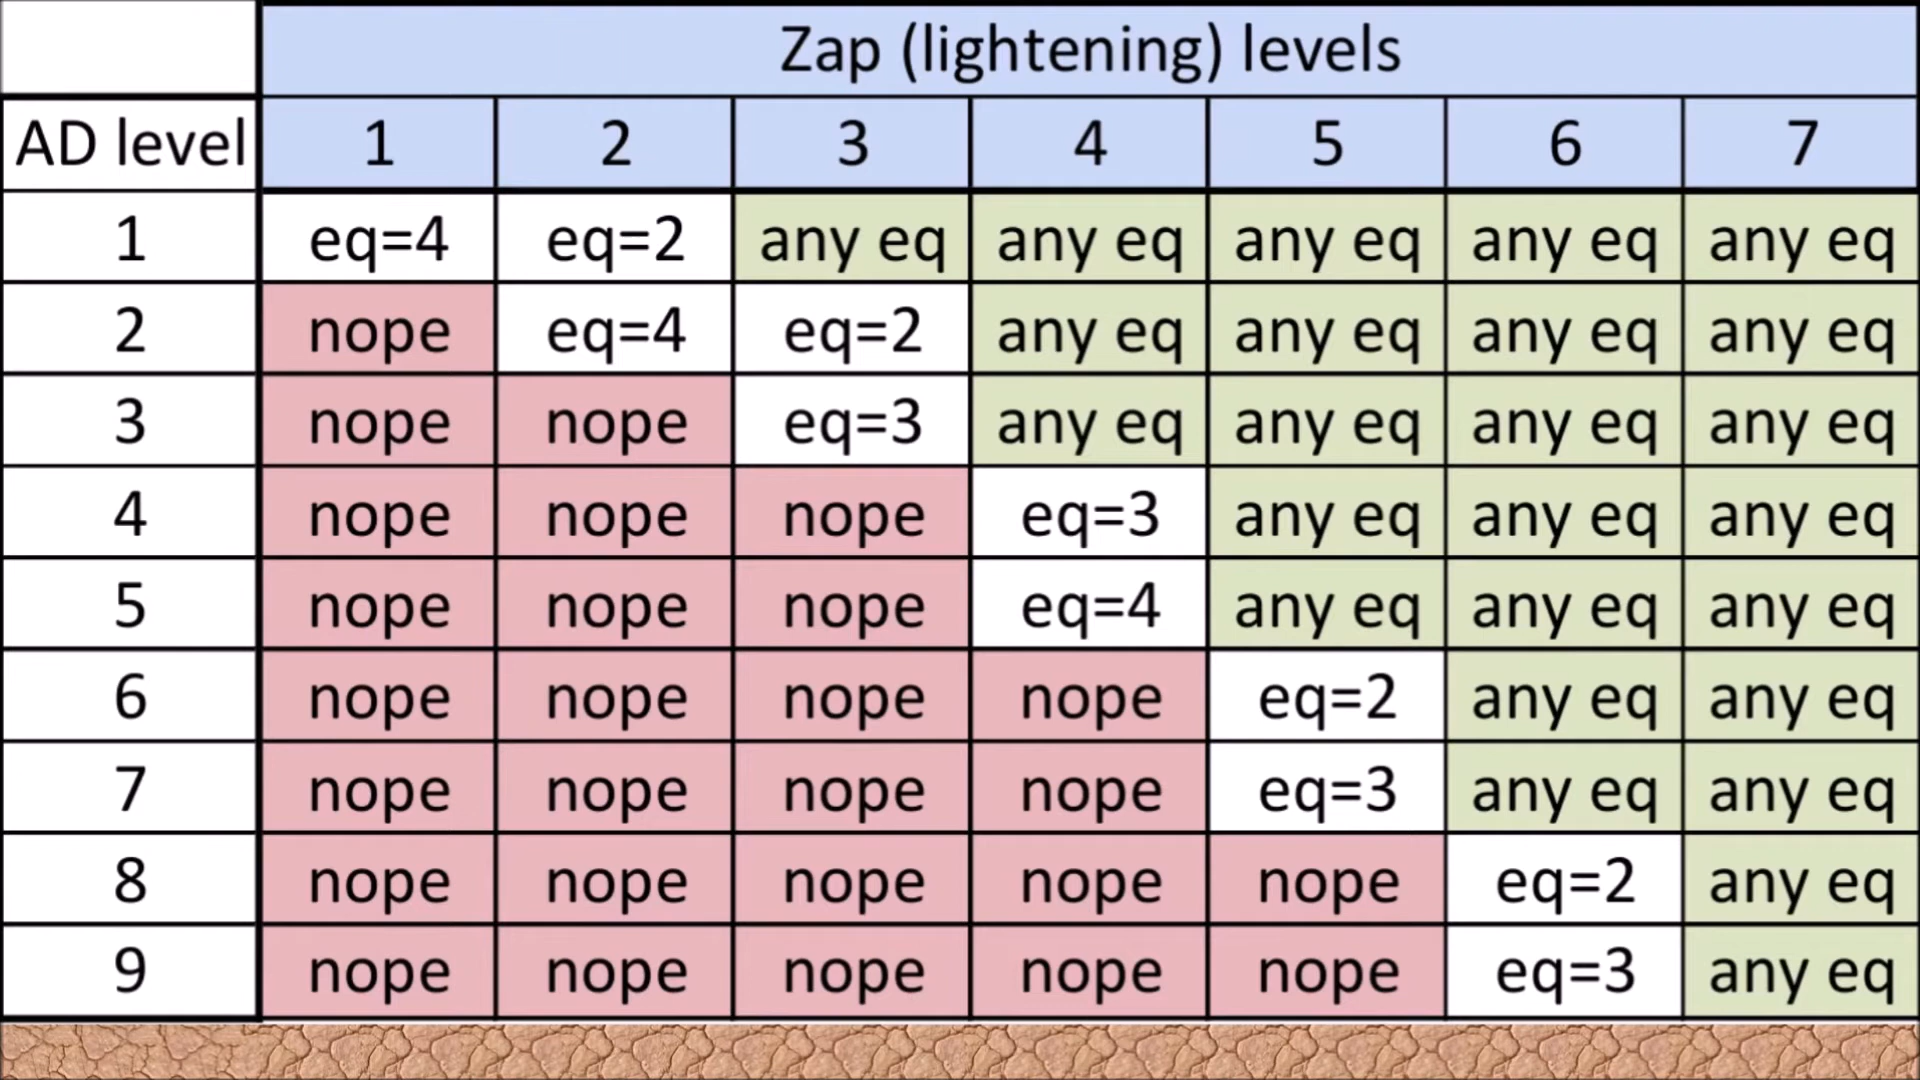 Zap (lightening) levels
AD level 1 2 3 4 5 6 7
1 eq=4 eq=2 any eq any eq any eq any eq any eq
2 nope eq=4 eq=2 any eq any eq any eq any eq
3 nope nope eq=3 any eq any eq any eq any eq
4 nope nope nope eq=3 any eq any eq any eq
5 nope nope nope eq=4 any eq any eq any eq
6 nope nope nope nope eq=2 any eq any eq
7 nope nope nope nope eq=3 any eq any eq
8 nope nope nope nope nope eq=2 any eq
9 nope nope nope nope nope eq=3 any eq